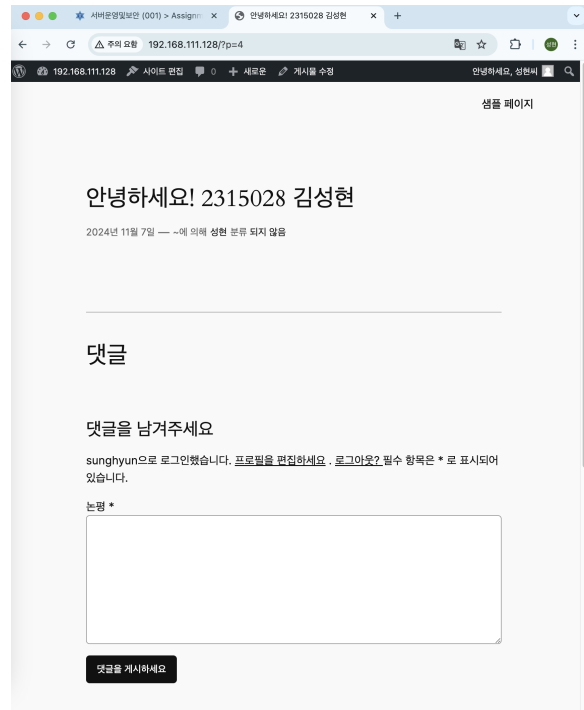 서버운영및보안 (001) > Assignm
안녕하세요! 2315028 김성현
주의 요함 192.168.111.128/?p=4
성현
192.168.111.128 사이트 편집 0 새로운 게시물 수정 안녕하세요, 성현씨
샘플 페이지
안녕하세요! 2315028 김성현
2024년 11월 7일 — ~에 의해 성현 분류 되지 않음
댓글
댓글을 남겨주세요
sunghyun으로 로그인했습니다. 프로필을 편집하세요 . 로그아웃? 필수 항목은 * 로 표시되어
있습니다.
논평 *
댓글을 게시하세요